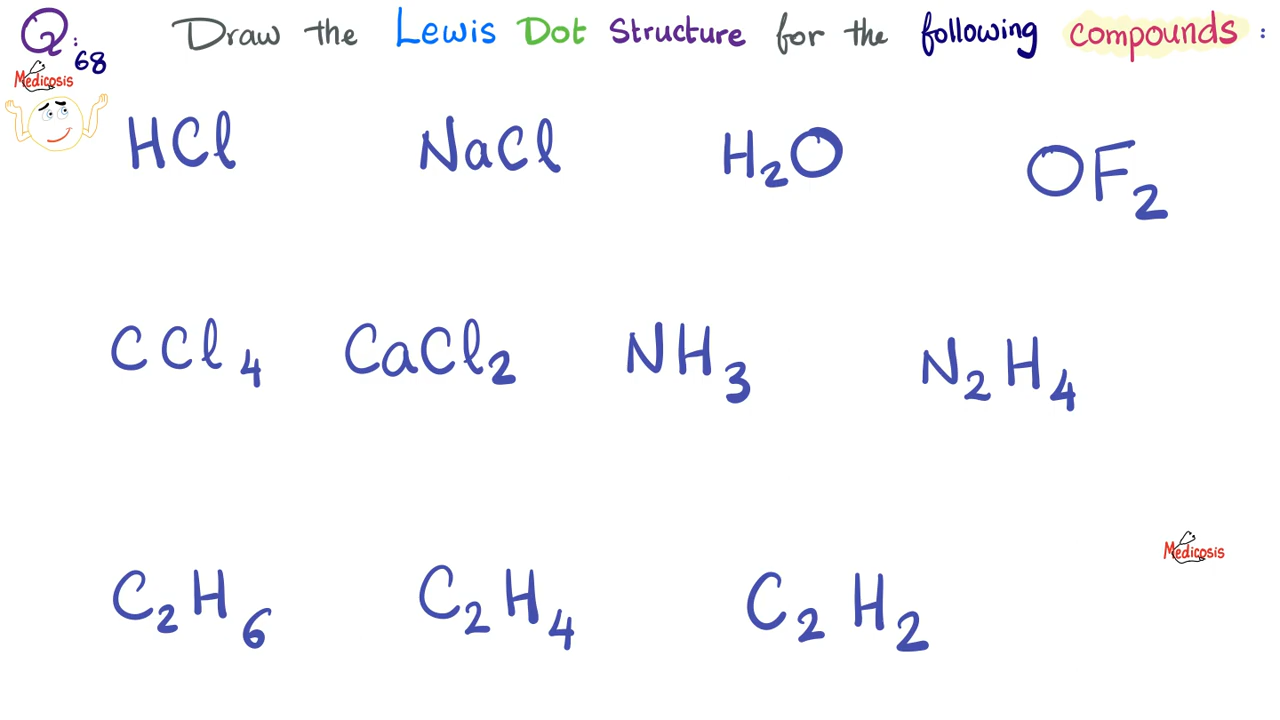 Q: 68 Draw the Lewis Dot Structure for the following compounds :
Medicosis
HCl NaCl H₂O OF₂
CCl₄ CaCl₂ NH₃ N₂H₄
Medicosis
C₂H₆ C₂H₄ C₂H₂